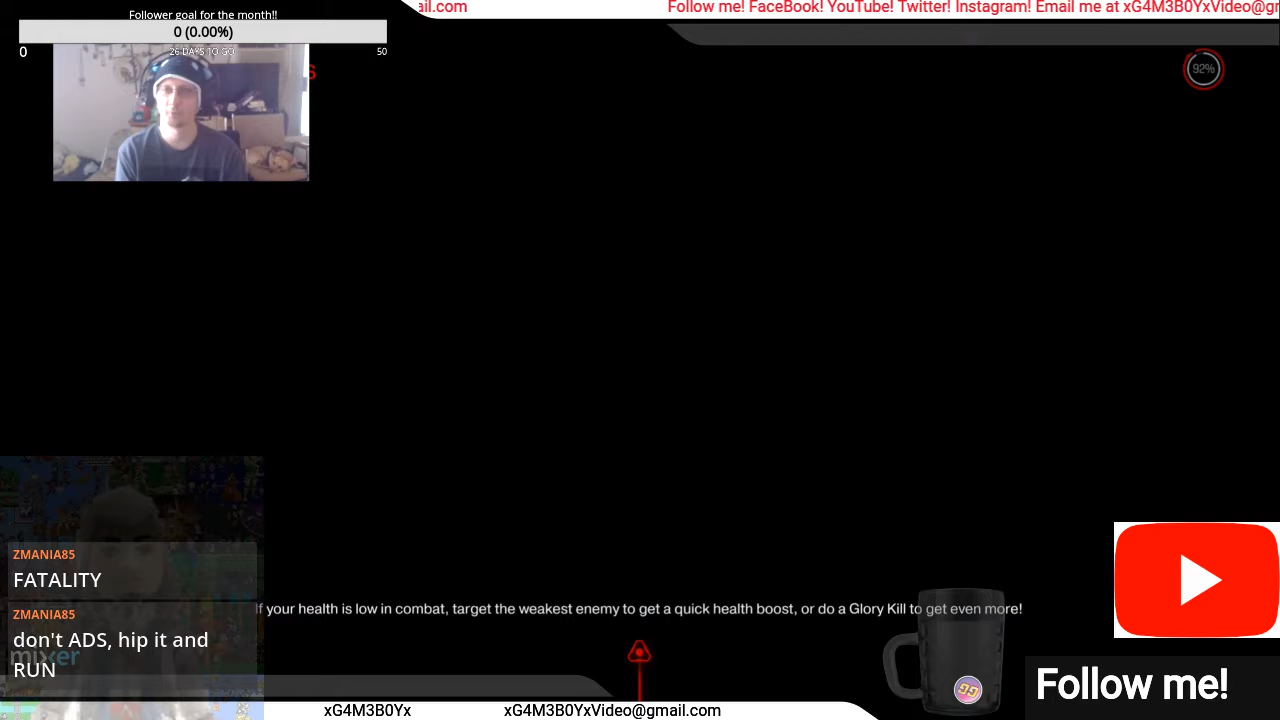 Follower goal for the month!!
0 (0.00%)
0
26 DAYS TO GO
50
ail.com
Follow me! FaceBook! YouTube! Twitter! Instagram! Email me at xG4M3B0YxVideo@gm
S
92%
ZMANIA85
FATALITY
ZMANIA85
don't ADS, hip it and
RUN
mixer
If your health is low in combat, target the weakest enemy to get a quick health boost, or do a Glory Kill to get even more!
Follow me!
xG4M3B0Yx
xG4M3B0YxVideo@gmail.com